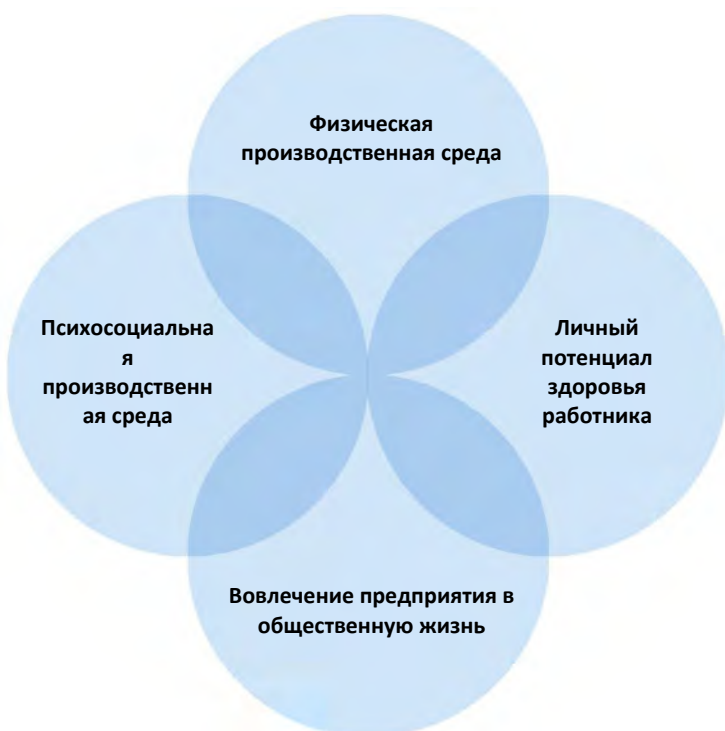 Физическая
производственная среда
Психосоциальна
я
производственн
ая среда
Личный
потенциал
здоровья
работника
Вовлечение предприятия в
общественную жизнь